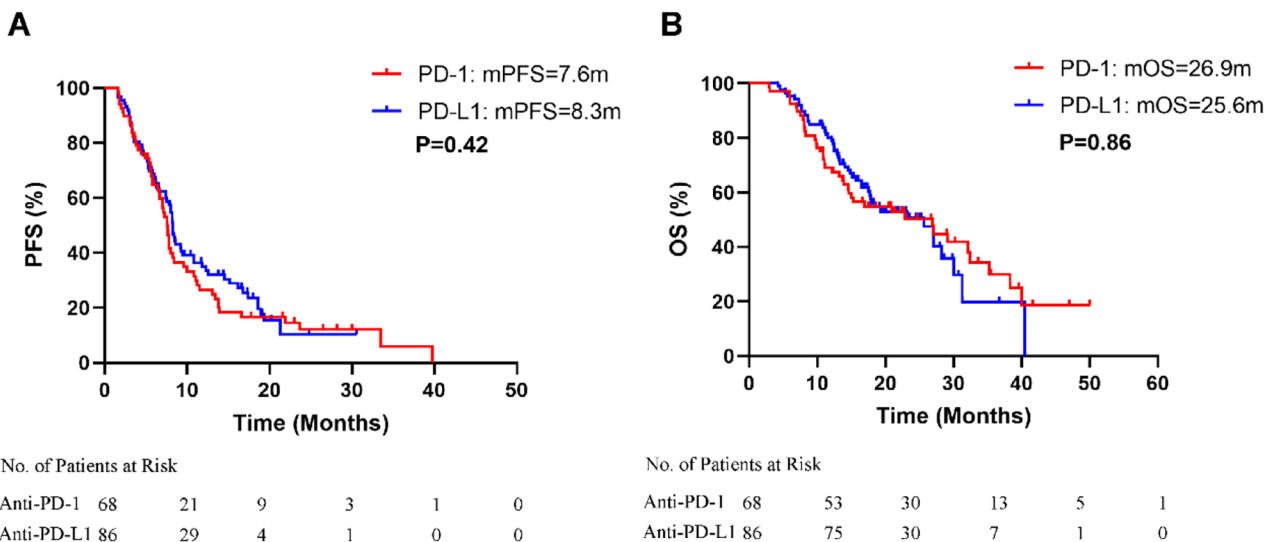 A
PD-1: mPFS=7.6m
PD-L1: mPFS=8.3m
P=0.42
PFS (%)
100
80
60
40
20
0
0 10 20 30 40 50
Time (Months)
No. of Patients at Risk
Anti-PD-1 68 21 9 3 1 0
Anti-PD-L1 86 29 4 1 0 0
B
PD-1: mOS=26.9m
PD-L1: mOS=25.6m
P=0.86
OS (%)
100
80
60
40
20
0
0 10 20 30 40 50 60
Time (Months)
No. of Patients at Risk
Anti-PD-1 68 53 30 13 5 1
Anti-PD-L1 86 75 30 7 1 0